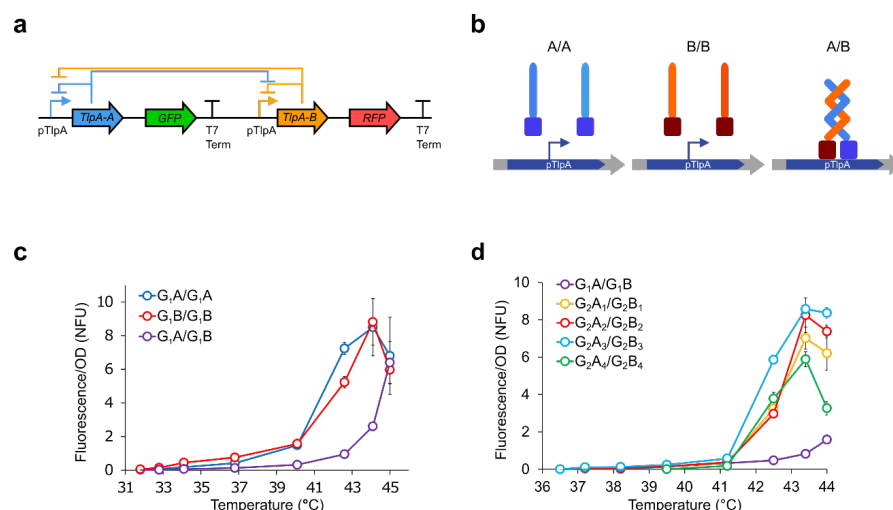 a
TlpA-A
GFP
TlpA-B
RFP
pTlpA
T7
Term
pTlpA
T7
Term
b
A/A
B/B
A/B
pTlpA
pTlpA
pTlpA
c
G₁A/G₁A
G₁B/G₁B
G₁A/G₁B
Fluorescence/OD (NFU)
10
8
6
4
2
0
31 33 35 37 39 41 43 45
Temperature (°C)
d
G₁A/G₁B
G₂A₁/G₂B₁
G₂A₂/G₂B₂
G₂A₃/G₂B₃
G₂A₄/G₂B₄
Fluorescence/OD (NFU)
10
8
6
4
2
0
36 37 38 39 40 41 42 43 44
Temperature (°C)